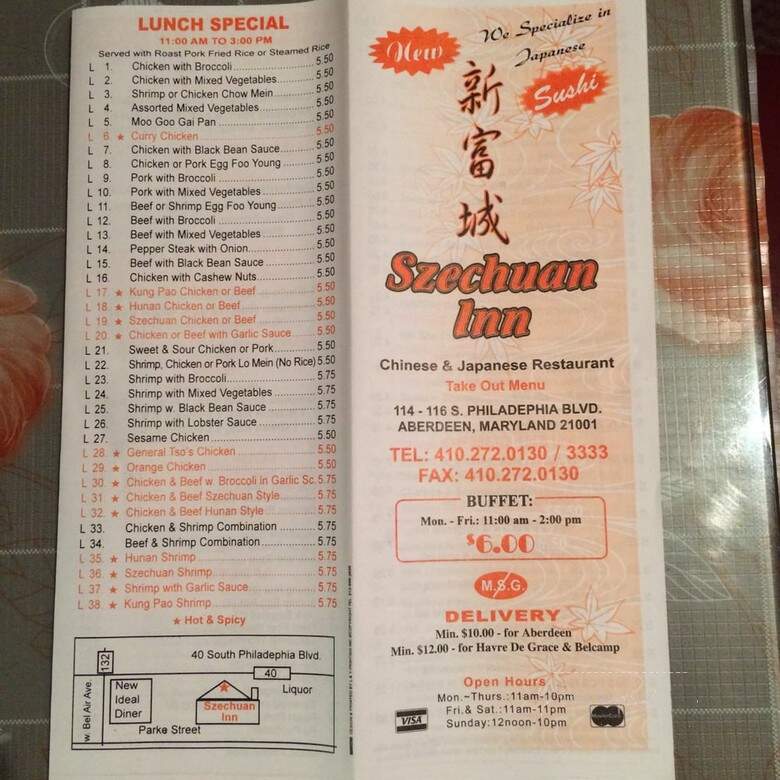 LUNCH SPECIAL
11:00 AM TO 3:00 PM
Served with Roast Pork Fried Rice or Steamed Rice
L 1. Chicken with Broccoli 5.50
L 2. Chicken with Mixed Vegetables 5.50
L 3. Shrimp or Chicken Chow Mein 5.50
L 4. Assorted Mixed Vegetables 5.50
L 5. Moo Goo Gai Pan 5.50
L 6 ★ Curry Chicken 5.50
L 7. Chicken with Black Bean Sauce 5.50
L 8. Chicken or Pork Egg Foo Young 5.50
L 9. Pork with Broccoli 5.50
L 10. Pork with Mixed Vegetables 5.50
L 11. Beef or Shrimp Egg Foo Young 5.50
L 12. Beef with Broccoli 5.50
L 13. Beef with Mixed Vegetables 5.50
L 14. Pepper Steak with Onion 5.50
L 15. Beef with Black Bean Sauce 5.50
L 16. Chicken with Cashew Nuts 5.50
L 17. ★ Kung Pao Chicken or Beef 5.50
L 18. ★ Hunan Chicken or Beef 5.50
L 19. ★ Szechuan Chicken or Beef 5.50
L 20. ★ Chicken or Beef with Garlic Sauce 5.50
L 21. Sweet & Sour Chicken or Pork 5.50
L 22. Shrimp, Chicken or Pork Lo Mein (No Rice) 5.50
L 23. Shrimp with Broccoli 5.75
L 24. Shrimp with Mixed Vegetables 5.75
L 25. Shrimp w. Black Bean Sauce 5.75
L 26. Shrimp with Lobster Sauce 5.75
L 27. Sesame Chicken 5.50
L 28. ★ General Tso's Chicken 5.50
L 29. ★ Orange Chicken 5.50
L 30. ★ Chicken & Beef w. Broccoli In Garlic Sc. 5.75
L 31. ★ Chicken & Beef Szechuan Style 5.75
L 32. ★ Chicken & Beef Hunan Style 5.75
L 33. Chicken & Shrimp Combination 5.75
L 34. Beef & Shrimp Combination 5.75
L 35. ★ Hunan Shrimp 5.75
L 36. ★ Szechuan Shrimp 5.75
L 37. ★ Shrimp with Garlic Sauce 5.75
L 38. ★ Kung Pao Shrimp 5.75
★ Hot & Spicy
40 South Philadephia Blvd.
132
40
w. Bel Air Ave.
New
Ideal
Diner
Szechuan
Inn
Liquor
Parke Street
New
We Specialize in
Japanese
Sushi
新富城
Szechuan
Inn
Chinese & Japanese Restaurant
Take Out Menu
114 - 116 S. PHILADEPHIA BLVD.
ABERDEEN, MARYLAND 21001
TEL: 410.272.0130 / 3333
FAX: 410.272.0130
BUFFET:
Mon. - Fri.: 11:00 am - 2:00 pm
$6.00
M.S.G.
DELIVERY
Min. $10.00 - for Aberdeen
Min. $12.00 - for Havre De Grace & Belcamp
Open Hours
Mon.~Thurs.:11am-10pm
Fri.& Sat.:11am-11pm
Sunday:12noon-10pm
VISA